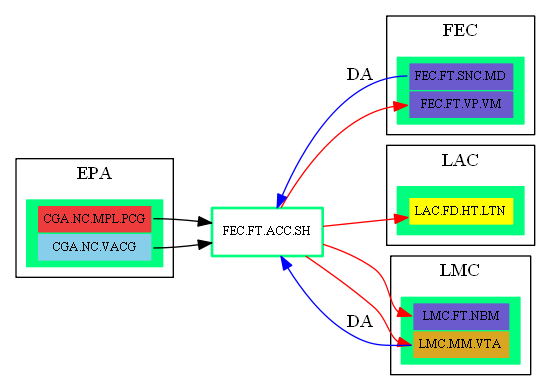 FEC
DA
FEC.FT.SNC.MD
FEC.FT.VP.VM
LAC
LAC.FD.HT.LTN
EPA
CGA.NC.MPL.PCG
CGA.NC.VACG
FEC.FT.ACC.SH
LMC
LMC.FT.NBM
DA
LMC.MM.VTA